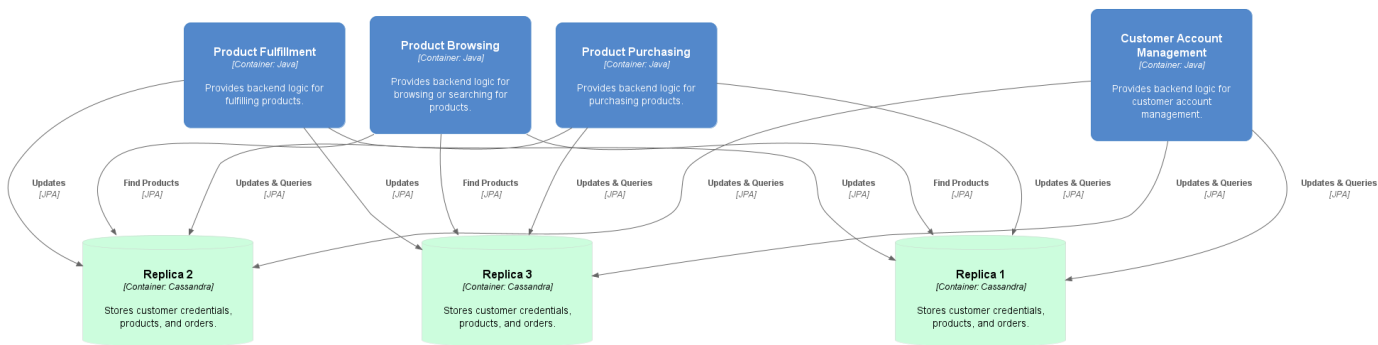 Product Fulfillment
[Container: Java]
Provides backend logic for
fulfilling products.
Product Browsing
[Container: Java]
Provides backend logic for
browsing or searching for
products.
Product Purchasing
[Container: Java]
Provides backend logic for
purchasing products.
Customer Account
Management
[Container: Java]
Provides backend logic for
customer account
management.
Updates
[JPA]
Find Products
[JPA]
Updates & Queries
[JPA]
Updates
[JPA]
Find Products
[JPA]
Updates & Queries
[JPA]
Updates & Queries
[JPA]
Updates
[JPA]
Find Products
[JPA]
Updates & Queries
[JPA]
Updates & Queries
[JPA]
Updates & Queries
[JPA]
Replica 2
[Container: Cassandra]
Stores customer credentials,
products, and orders.
Replica 3
[Container: Cassandra]
Stores customer credentials,
products, and orders.
Replica 1
[Container: Cassandra]
Stores customer credentials,
products, and orders.